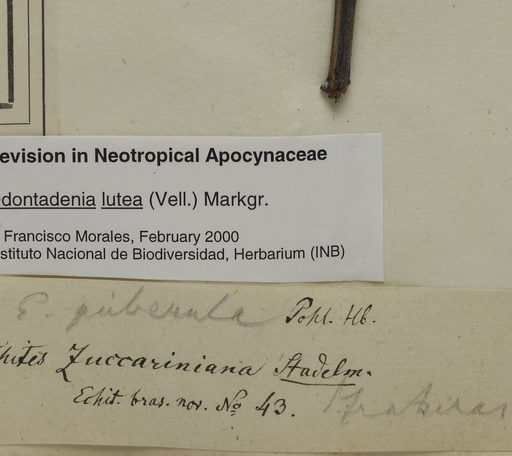 evision in Neotropical Apocynaceae
dontadenia lutea (Vell.) Markgr.
Francisco Morales, February 2000
stituto Nacional de Biodiversidad, Herbarium (INB)
E. puberula Pohl. Hb.
hites Zuccariniana Stadelm.
Echit. bras. nov. No 43.